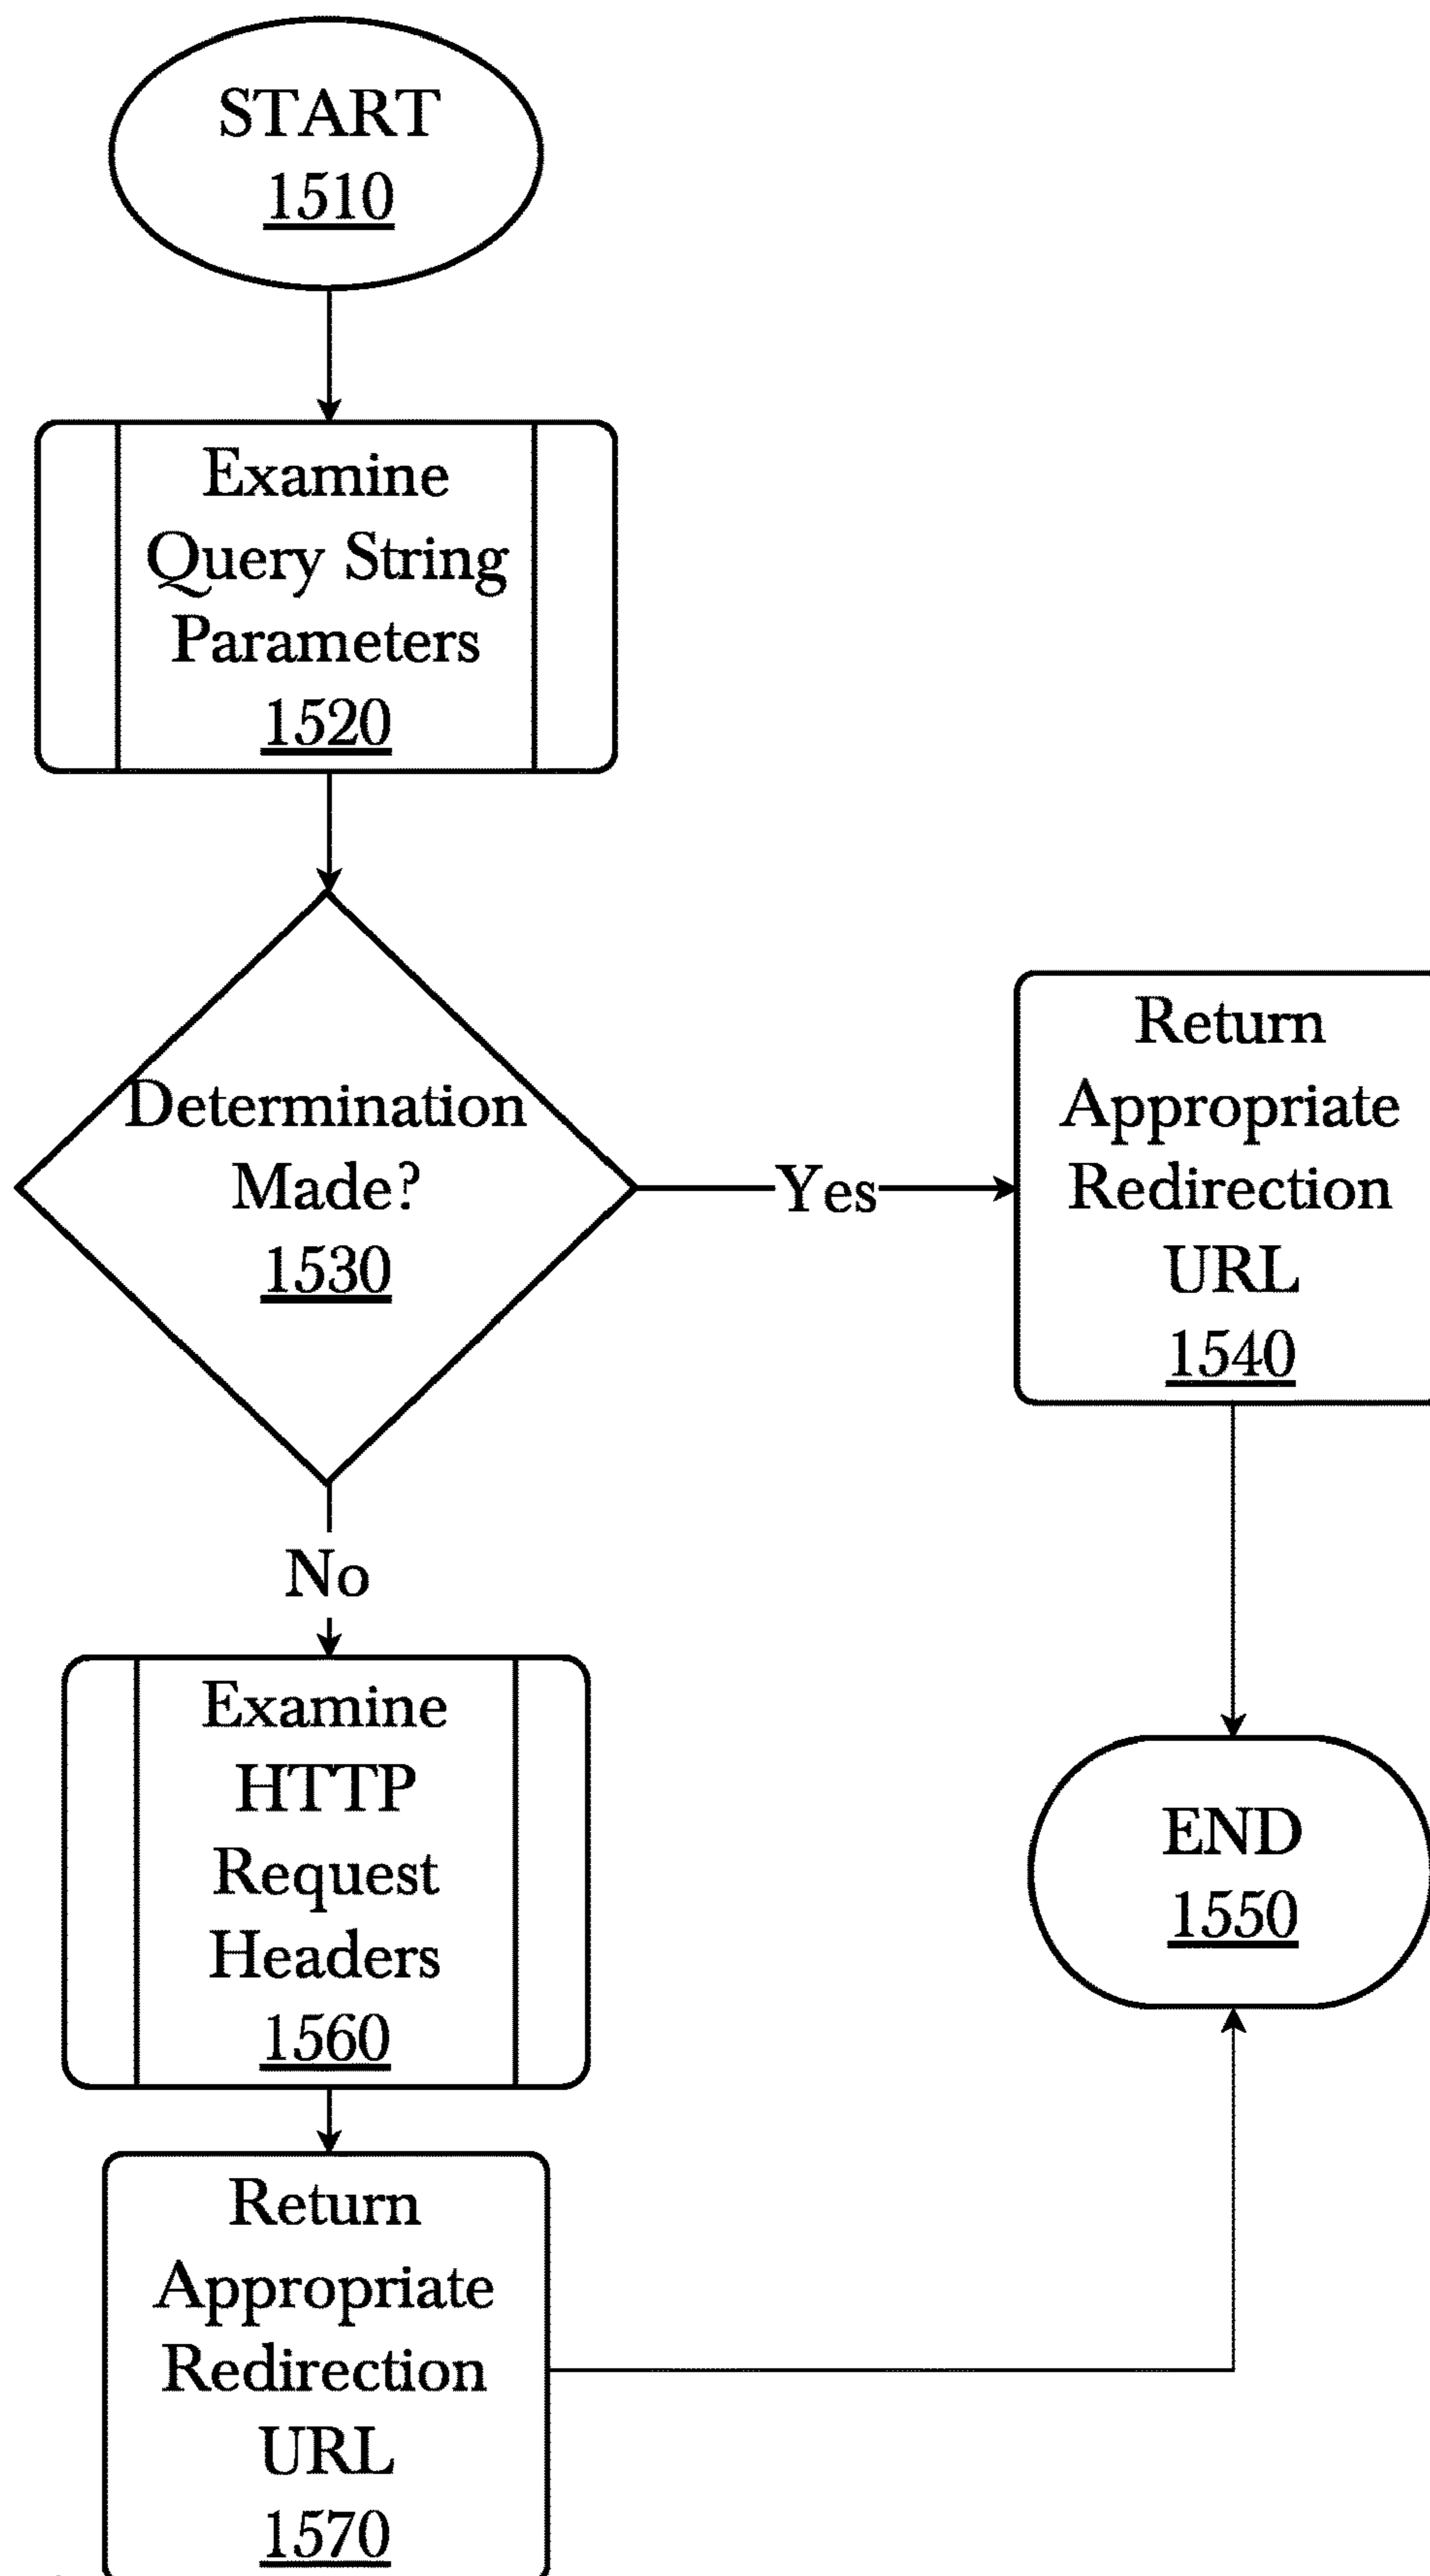 START
1510
Examine
Query String
Parameters
1520
Determination
Made?
1530
Yes
Return
Appropriate
Redirection
URL
1540
No
Examine
HTTP
Request
Headers
1560
END
1550
Return
Appropriate
Redirection
URL
1570